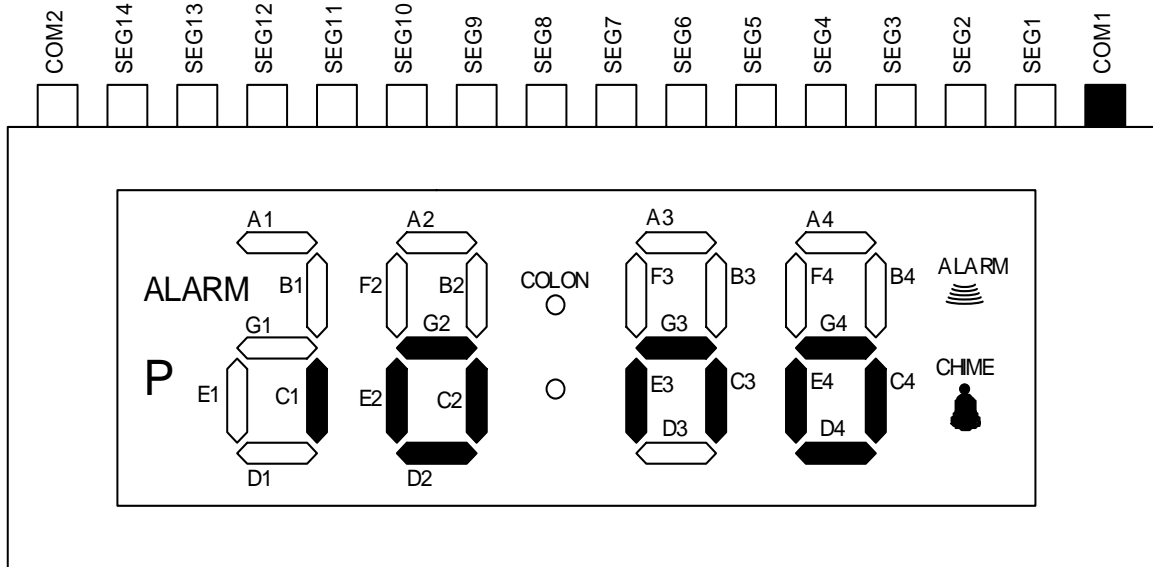 COM2 SEG14 SEG13 SEG12 SEG11 SEG10 SEG9 SEG8 SEG7 SEG6 SEG5 SEG4 SEG3 SEG2 SEG1 COM1
A1 A2 A3 A4
ALARM B1 F2 B2 COLON F3 B3 F4 B4 ALARM
G1 G2 G3 G4
P E1 C1 E2 C2 E3 C3 E4 C4 CHIME
D3 D4
D1 D2